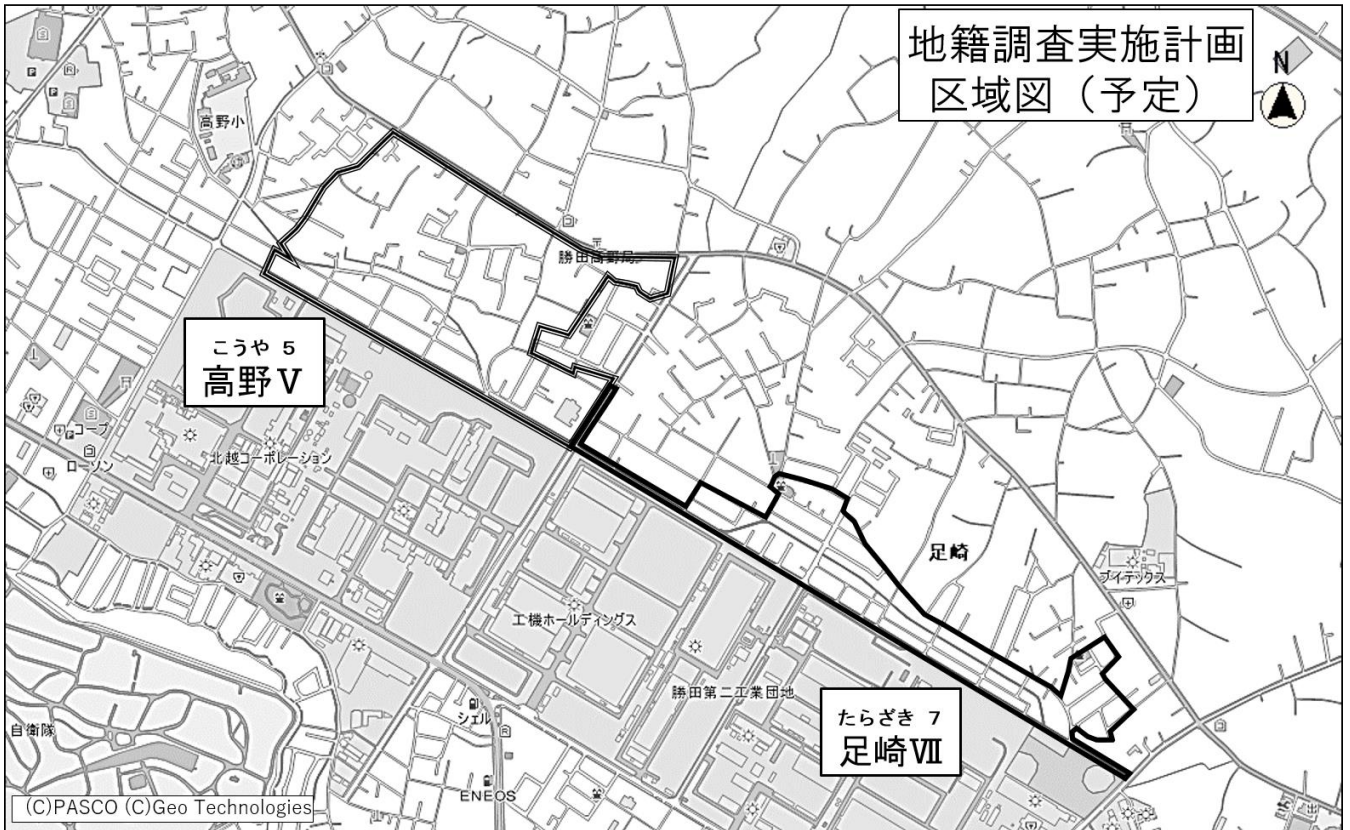 地籍調査実施計画
区域図（予定）
N
高野小
勝田高野局
こうや 5
高野Ⅴ
コープ
ローソン
北越コーポレーション
足崎
ブイテックス
工機ホールディングス
勝田第二工業団地
たらざき 7
足崎Ⅶ
シェル
自衛隊
ENEOS
(C)PASCO (C)Geo Technologies